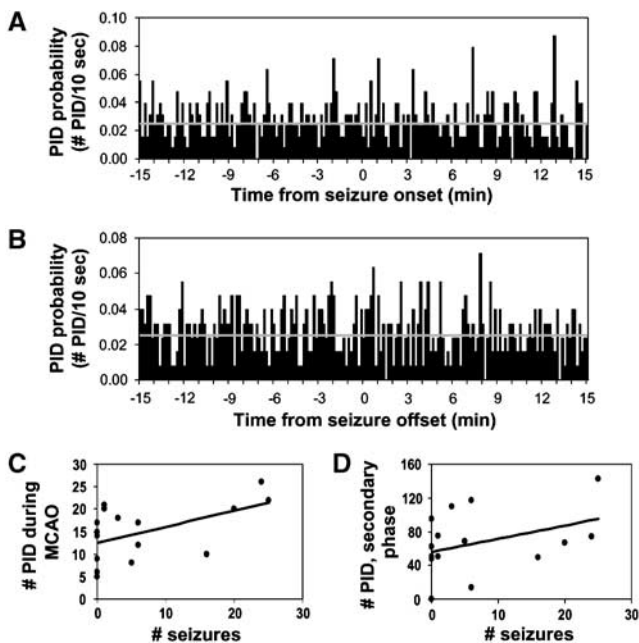 A
PID probability
(# PID/10 sec)
0.10
0.08
0.06
0.04
0.02
0.00
-15 -12 -9 -6 -3 0 3 6 9 12 15
Time from seizure onset (min)
B
PID probability
(# PID/10 sec)
0.08
0.06
0.04
0.02
0.00
-15 -12 -9 -6 -3 0 3 6 9 12 15
Time from seizure offset (min)
C
# PID during
MCAO
30
25
20
15
10
5
0
0 10 20 30
# seizures
D
# PID, secondary
phase
160
120
80
40
0
0 10 20 30
# seizures